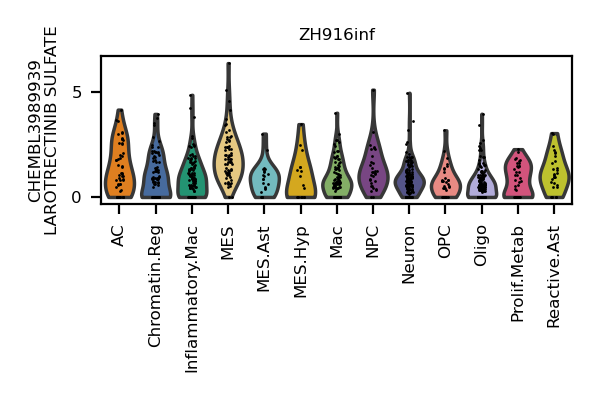 ZH916inf
CHEMBL3989939
LAROTRECTINIB SULFATE
5
0
AC
Chromatin.Reg
Inflammatory.Mac
MES
MES.Ast
MES.Hyp
Mac
NPC
Neuron
OPC
Oligo
Prolif.Metab
Reactive.Ast